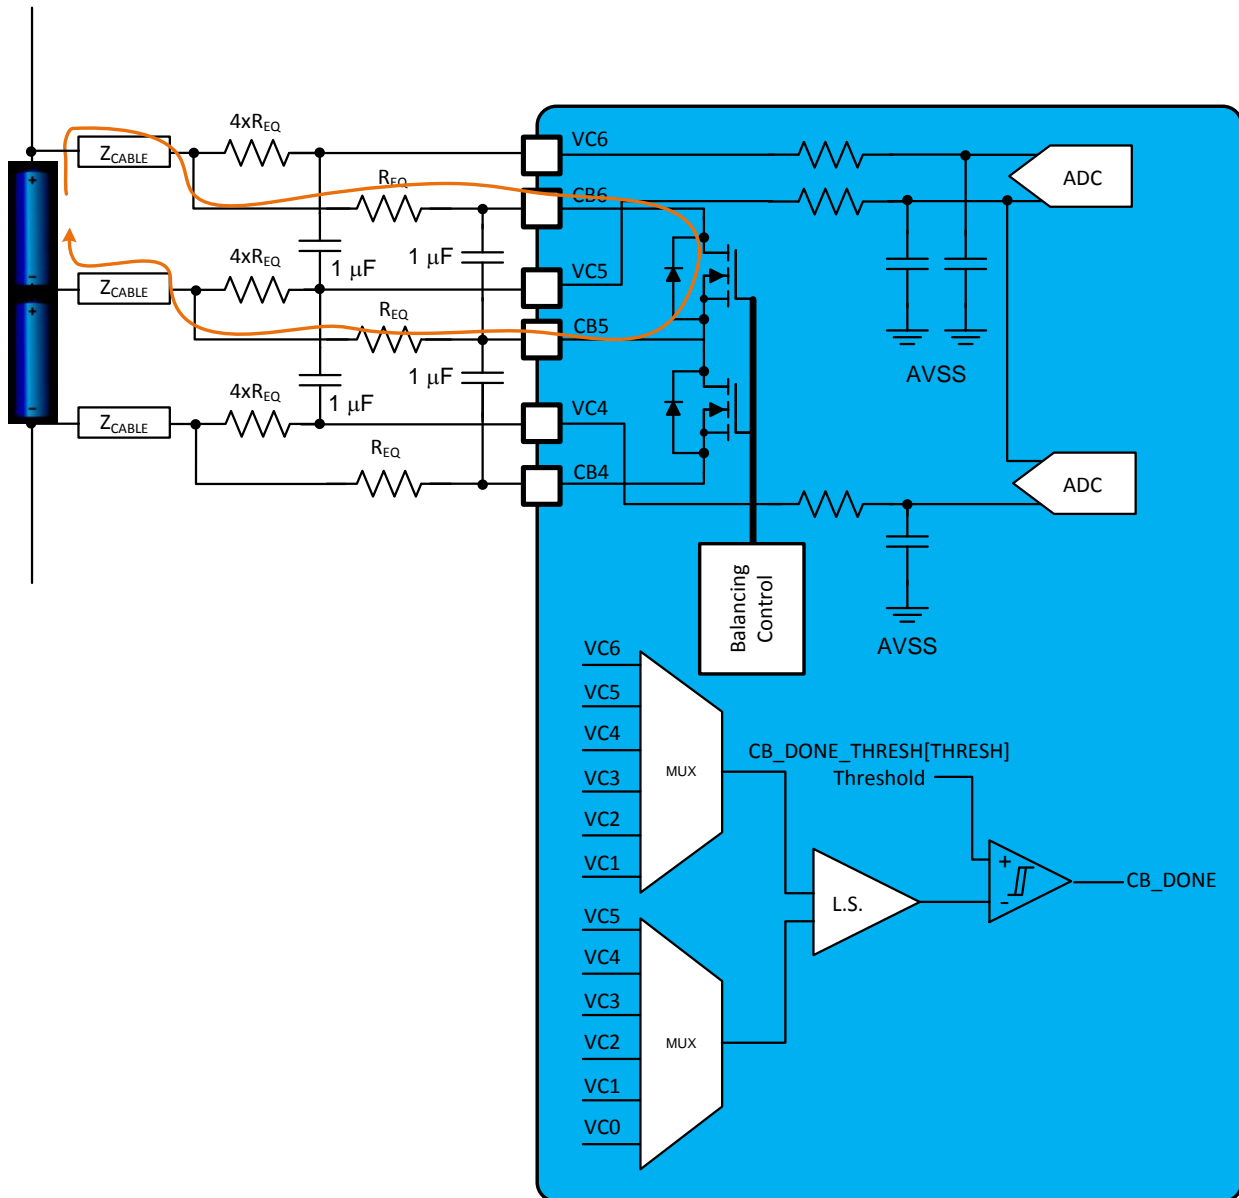 4xREQ
VC6
ZCABLE
ADC
REQ
CB6
4xREQ
1 μF
1 μF
VC5
ZCABLE
REQ
CB5
AVSS
4xREQ
1 μF
1 μF
VC4
ZCABLE
REQ
CB4
ADC
Balancing
Control
AVSS
VC6
VC5
VC4
VC3
VC2
VC1
MUX
CB_DONE_THRESH[THRESH]
Threshold
+
-
CB_DONE
L.S.
VC5
VC4
VC3
VC2
VC1
VC0
MUX
+
-
+
-